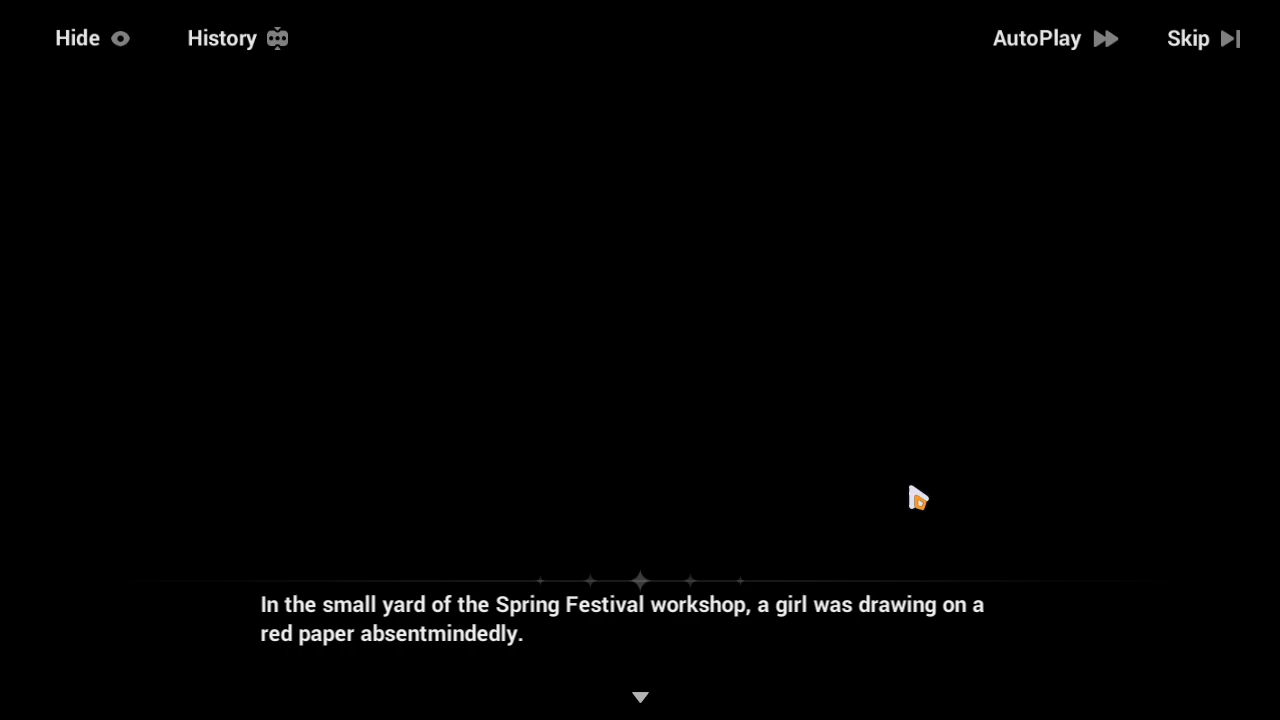 Hide
History
AutoPlay
Skip
In the small yard of the Spring Festival workshop, a girl was drawing on a
red paper absentmindedly.